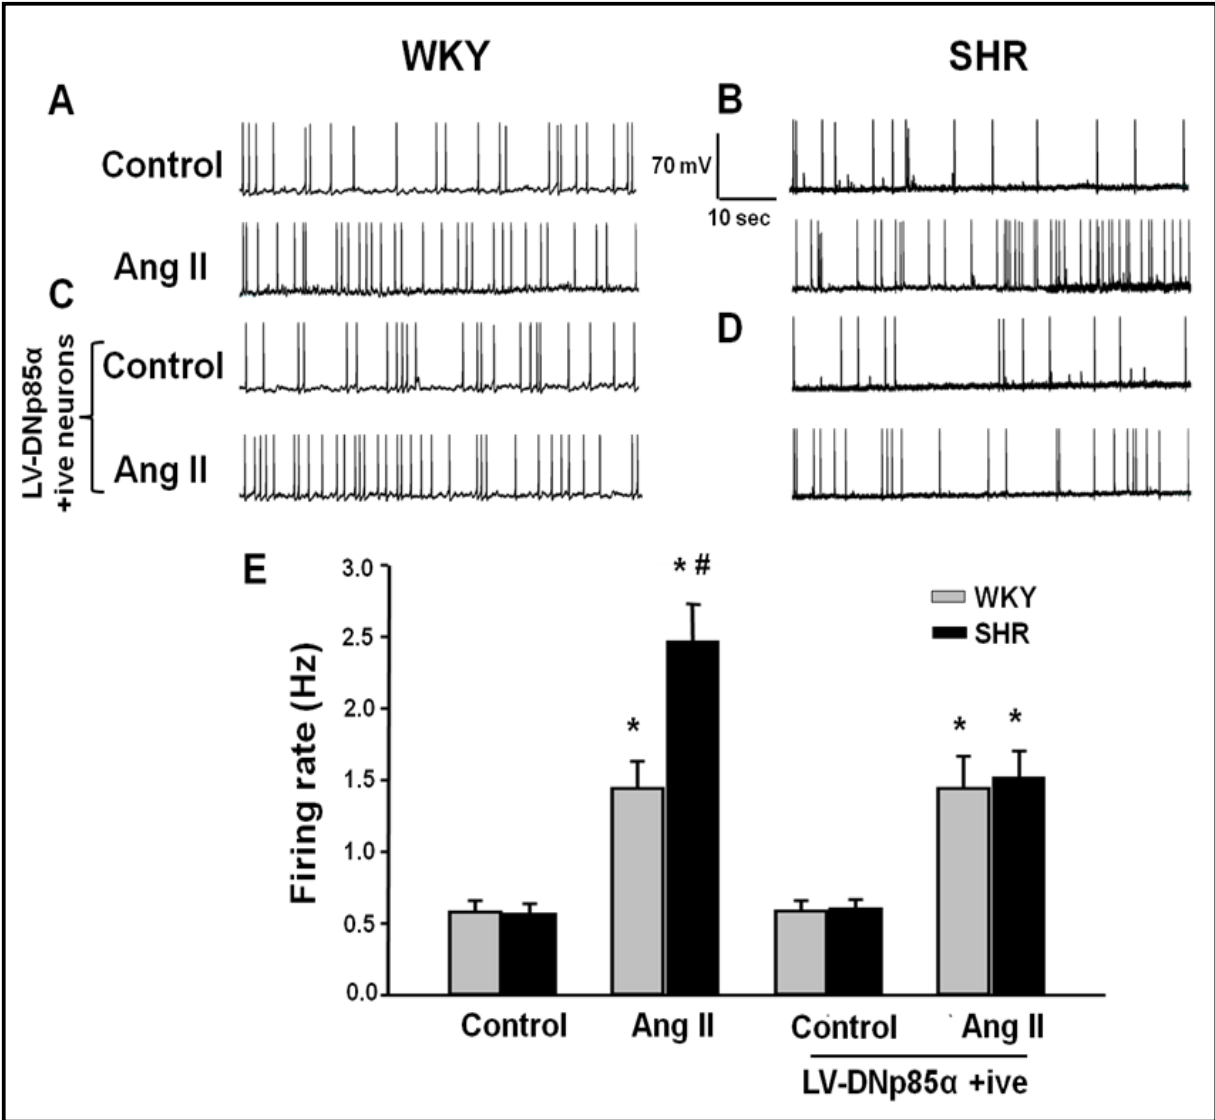 WKY
SHR
A
B
Control
70 mV
10 sec
Ang II
C
D
LV-DNp85α
+ive neurons
Control
Ang II
E
* #
3.0
WKY
2.5
SHR
Firing rate (Hz)
2.0
*
*
*
1.5
1.0
0.5
0.0
Control
Ang II
Control
Ang II
LV-DNp85α +ive